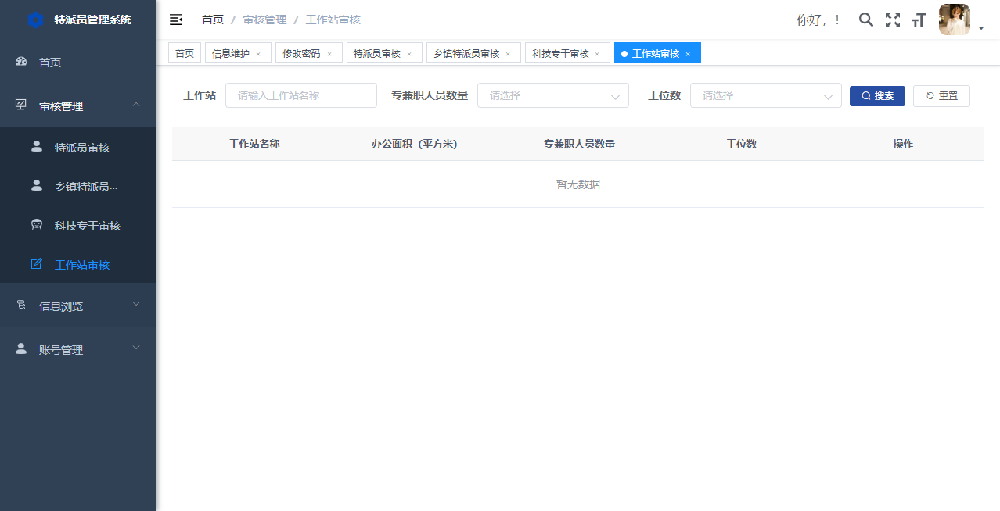 特派员管理系统
首页
审核管理
特派员审核
乡镇特派员...
科技专干审核
工作站审核
信息浏览
账号管理
首页 / 审核管理 / 工作站审核
你好，！
首页 信息维护 × 修改密码 × 特派员审核 × 乡镇特派员审核 × 科技专干审核 × 工作站审核 ×
工作站 请输入工作站名称 专兼职人员数量 请选择 工位数 请选择 搜索 重置
工作站名称 办公面积（平方米） 专兼职人员数量 工位数 操作
暂无数据